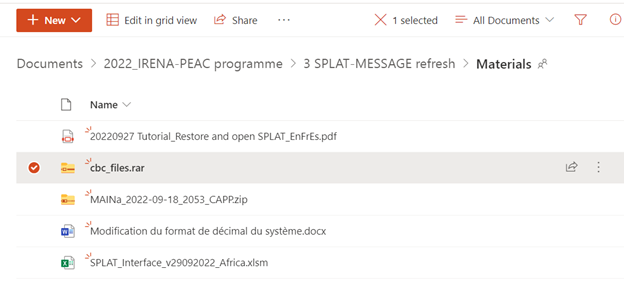 + New Edit in grid view Share ··· 1 selected All Documents
Documents > 2022_IRENA-PEAC programme > 3 SPLAT-MESSAGE refresh > Materials
Name
20220927 Tutorial_Restore and open SPLAT_EnFrEs.pdf
cbc_files.rar
MAINa_2022-09-18_2053_CAPP.zip
Modification du format de décimal du système.docx
SPLAT_Interface_v29092022_Africa.xlsm